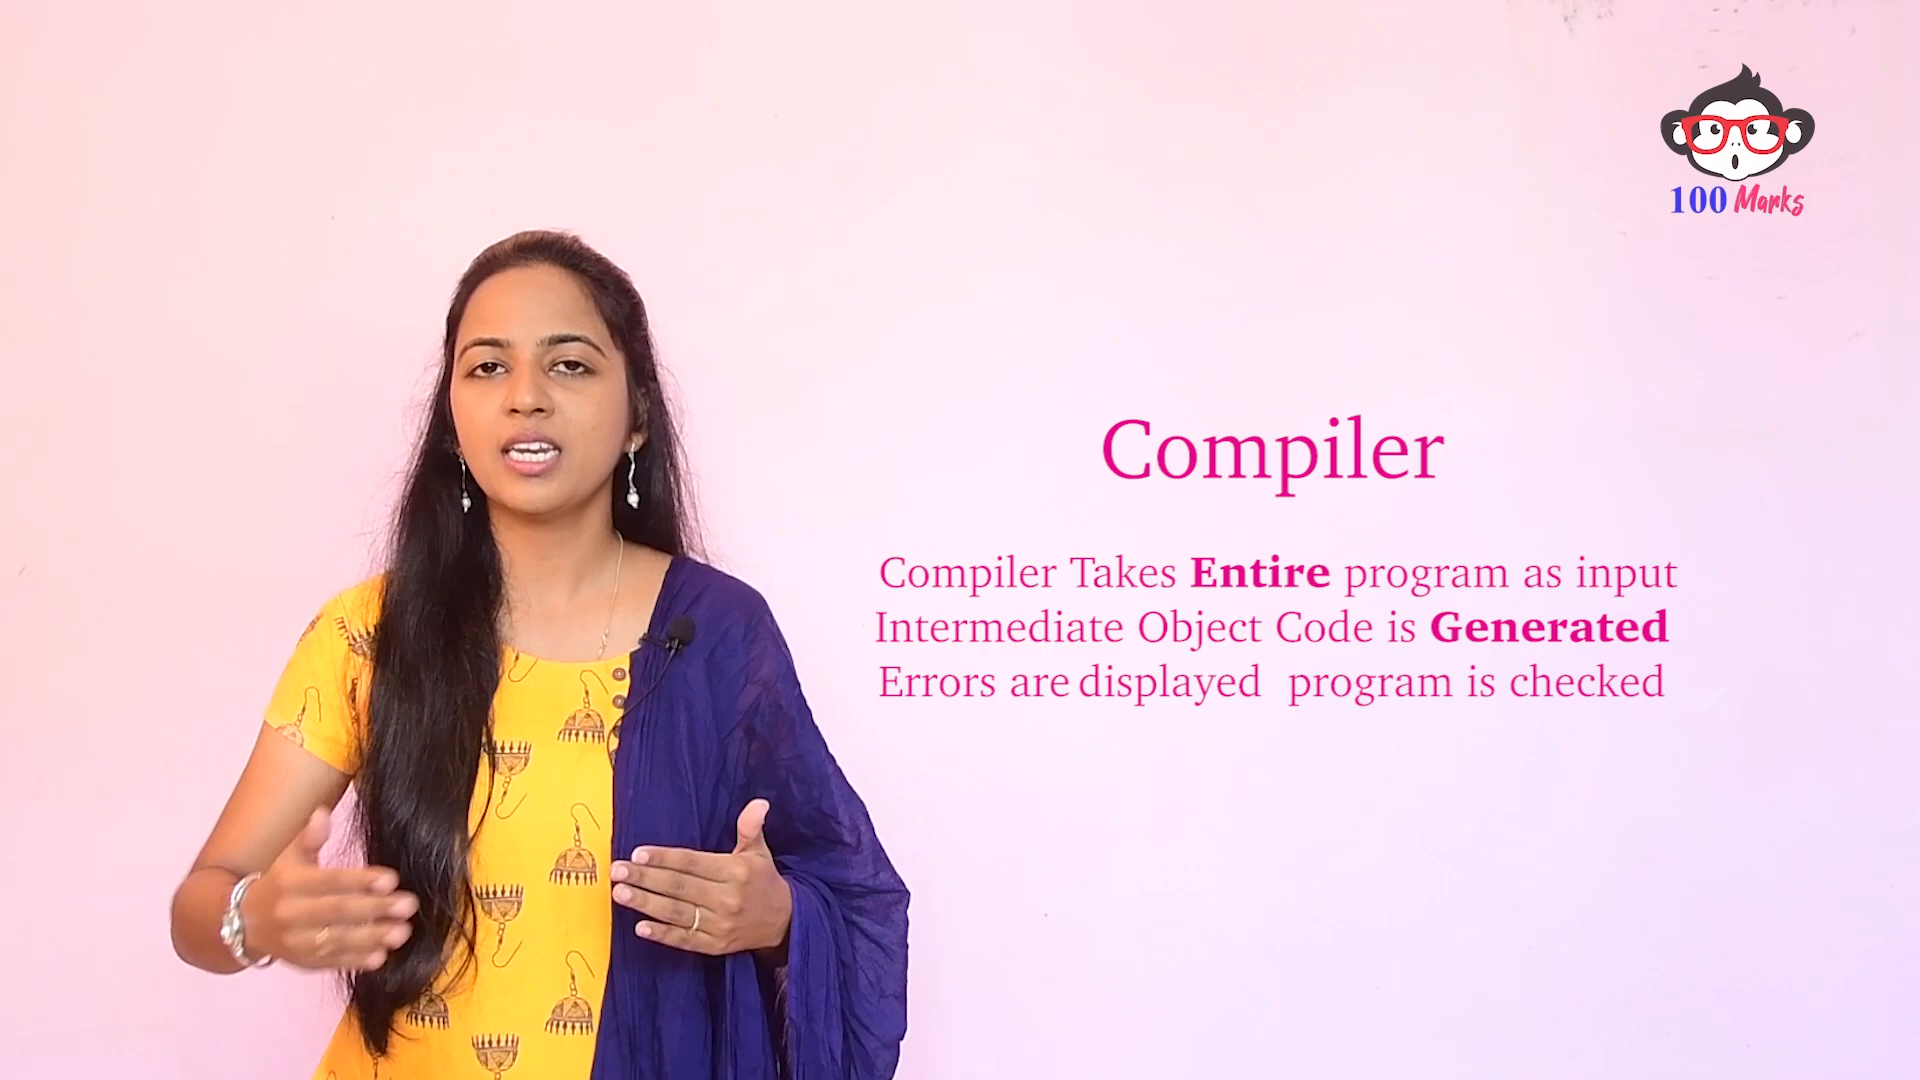 100 Marks
Compiler
Compiler Takes Entire program as input
Intermediate Object Code is Generated
Errors are displayed program is checked